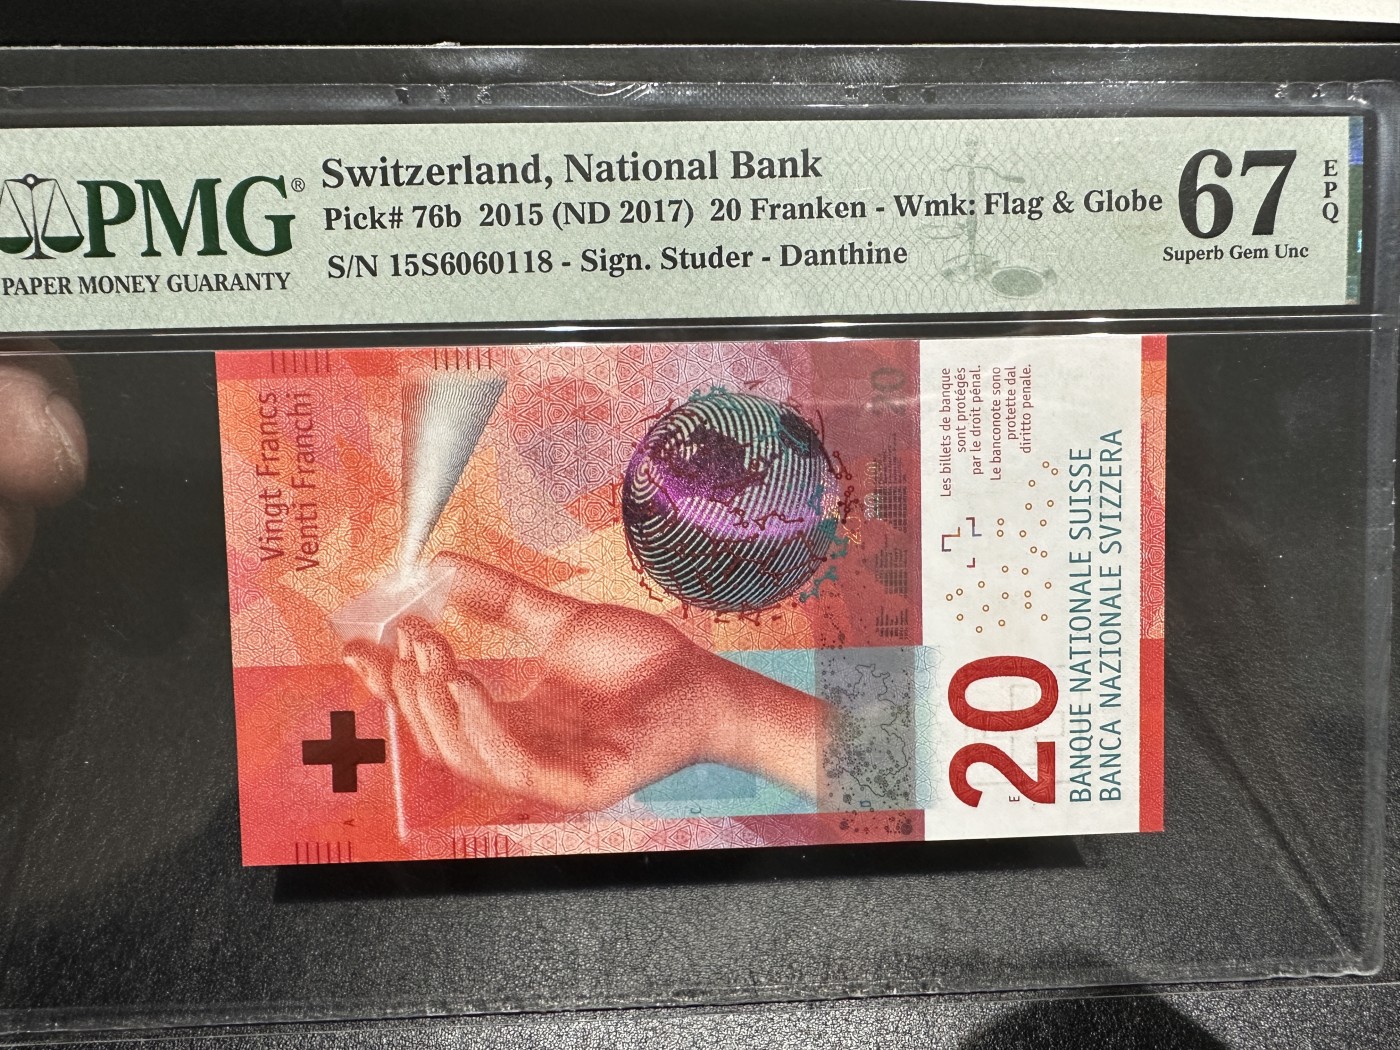 PMG®
PAPER MONEY GUARANTY
Switzerland, National Bank
Pick# 76b 2015 (ND 2017) 20 Franken - Wmk: Flag & Globe
S/N 15S6060118 - Sign. Studer - Danthine
67
EPQ
Superb Gem Unc
Vingt Francs
Venti Franchi
20
Les billets de banque
sont protégés
par le droit pénal.
Le banconote sono
protette dal
diritto penale.
20
E
BANQUE NATIONALE SUISSE
BANCA NAZIONALE SVIZZERA
A
B
C